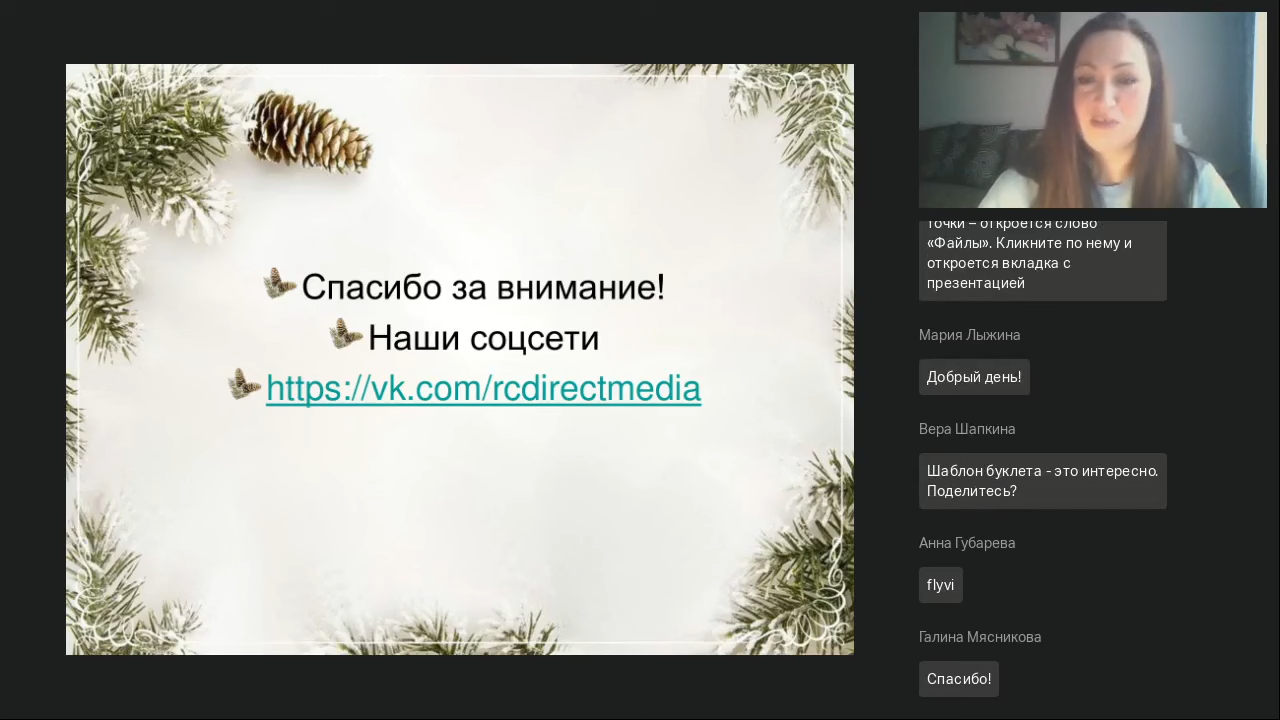 Спасибо за внимание!
Наши соцсети
https://vk.com/rcdirectmedia
точки – откроется слово
«Файлы». Кликните по нему и
откроется вкладка с
презентацией
Мария Лыжина
Добрый день!
Вера Шапкина
Шаблон буклета - это интересно.
Поделитесь?
Анна Губарева
flyvi
Галина Мясникова
Спасибо!